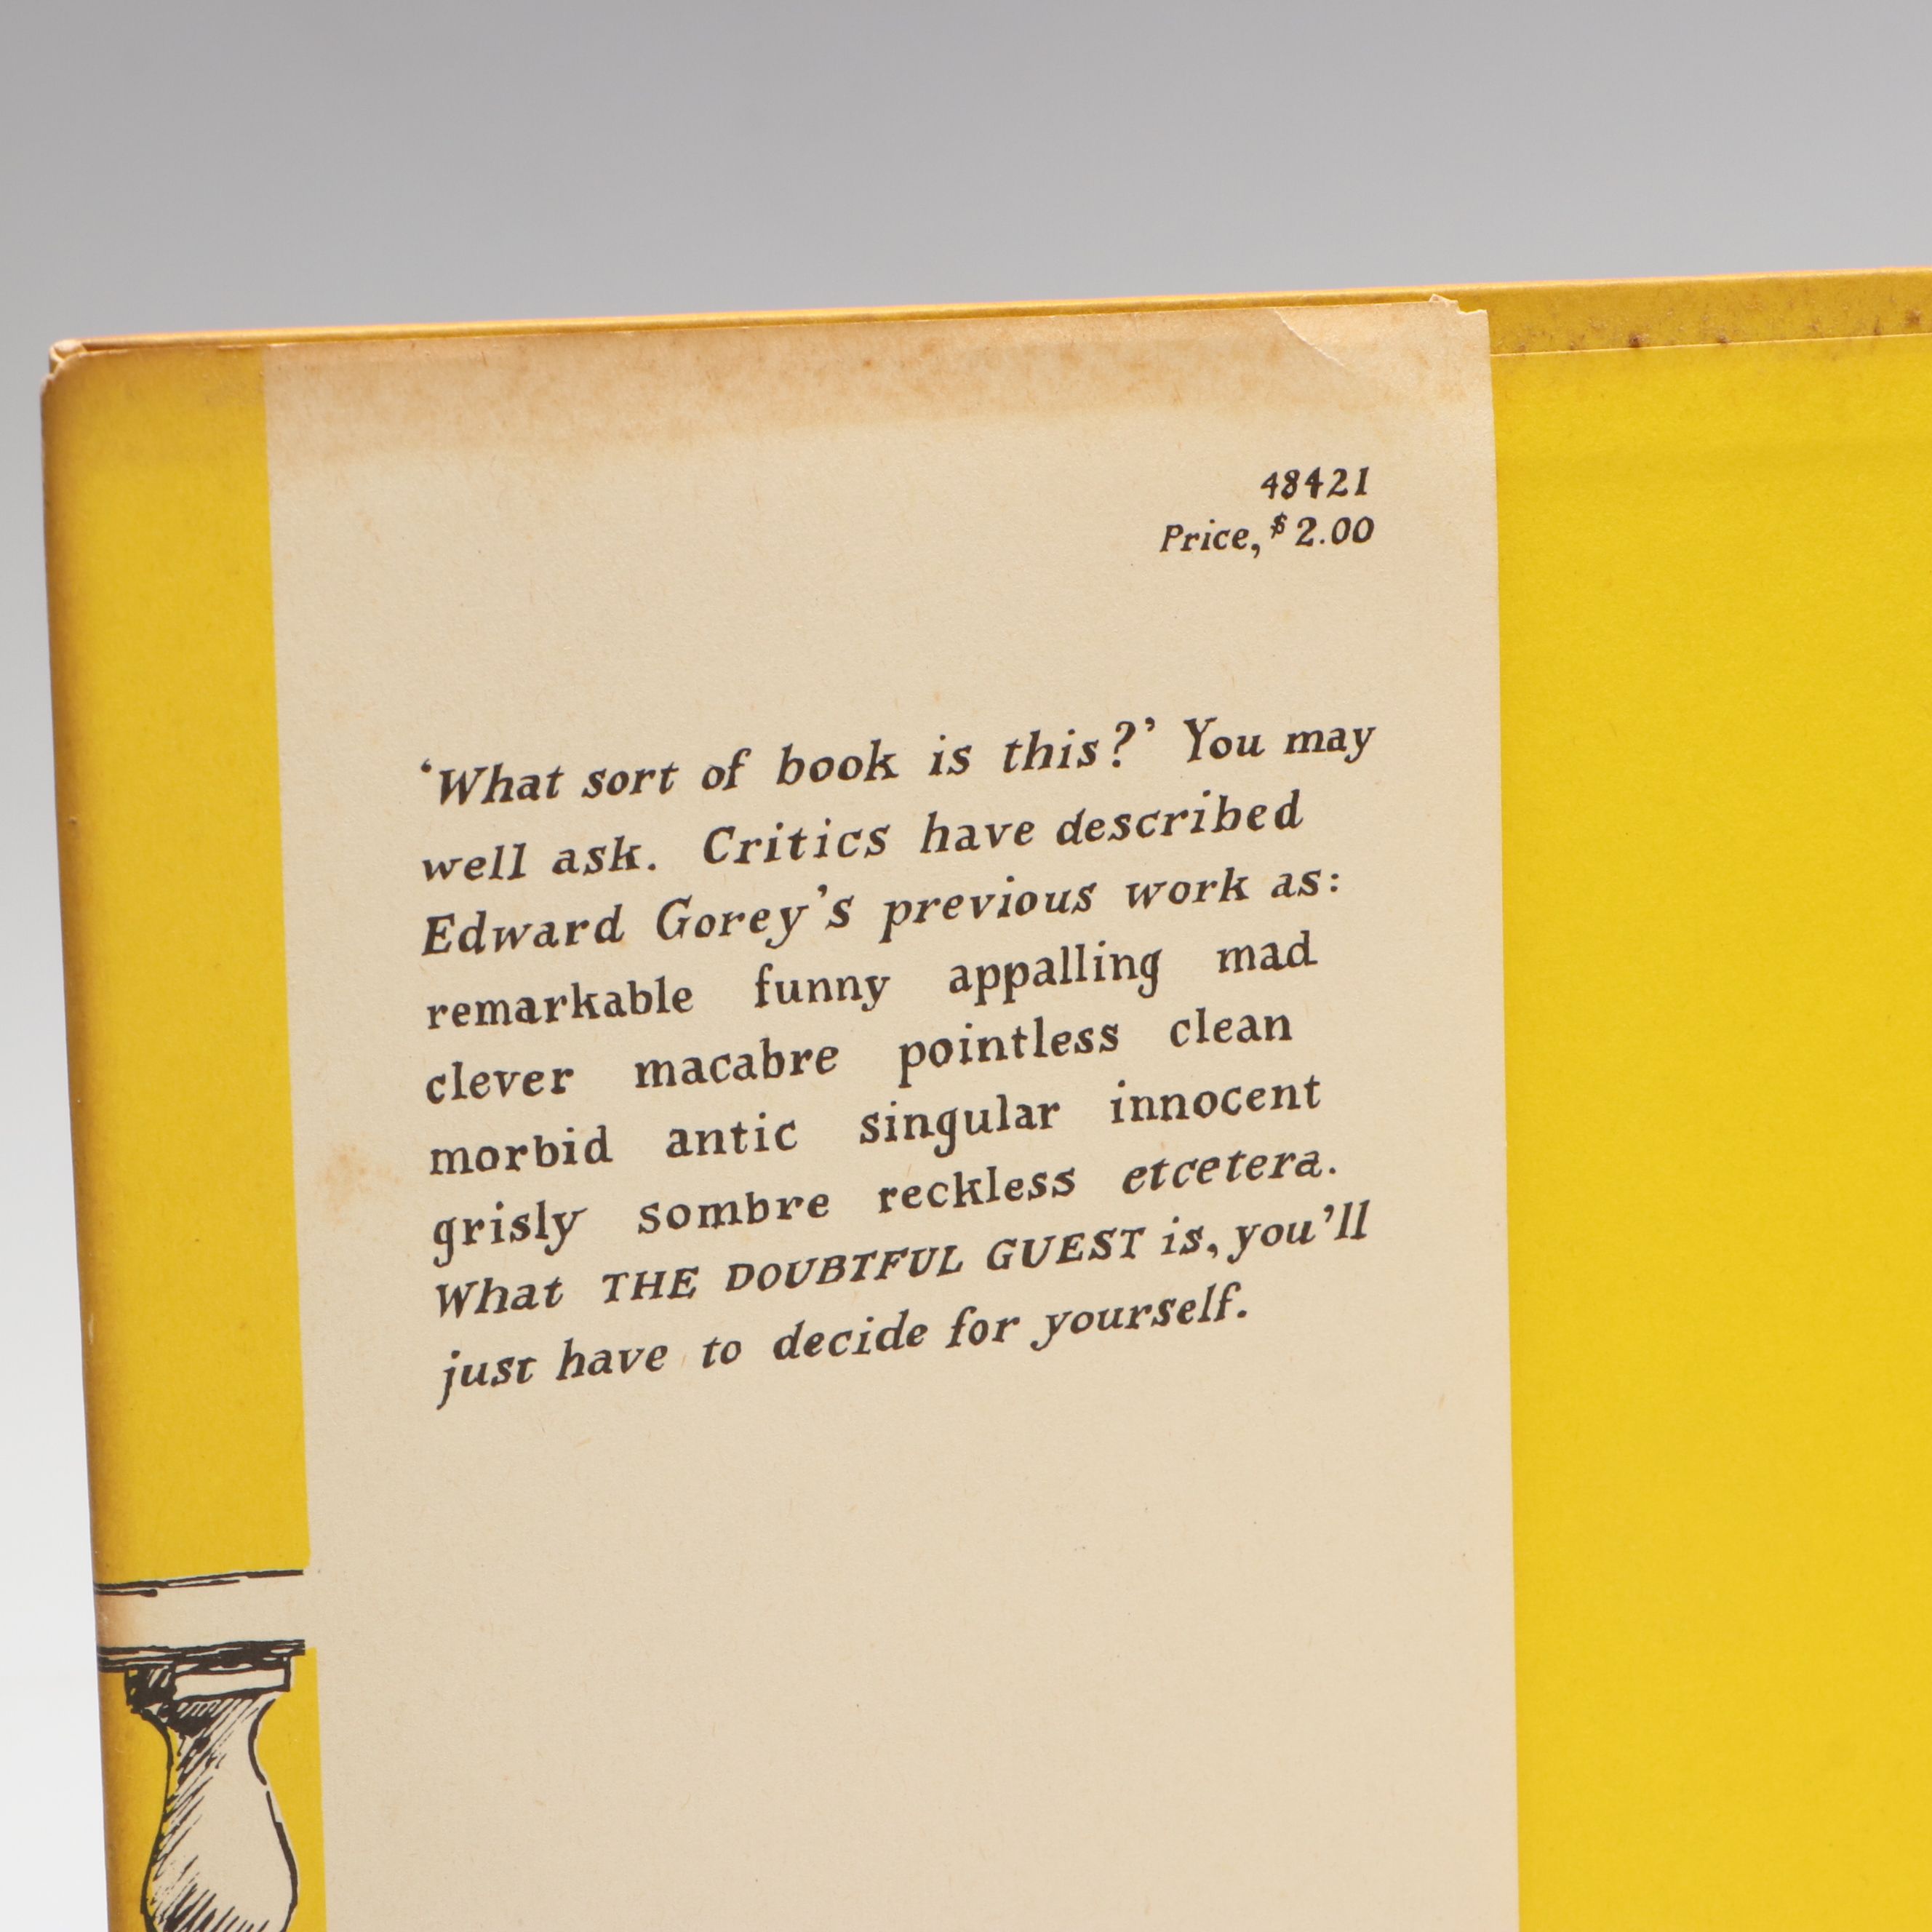 48421
Price, $2.00
‘What sort of book is this?’ You may
well ask. Critics have described
Edward Gorey’s previous work as:
remarkable funny appalling mad
clever macabre pointless clean
morbid antic singular innocent
grisly sombre reckless etcetera.
What THE DOUBTFUL GUEST is, you’ll
just have to decide for yourself.